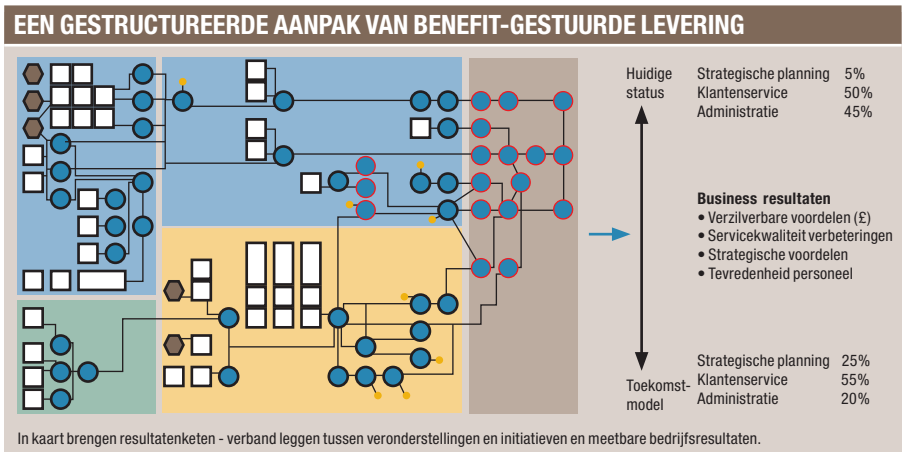 EEN GESTRUCTUREERDE AANPAK VAN BENEFIT-GESTUURDE LEVERING
Huidige status
Strategische planning 5%
Klantenservice 50%
Administratie 45%
Business resultaten
• Verzilverbare voordelen (£)
• Servicekwaliteit verbeteringen
• Strategische voordelen
• Tevredenheid personeel
Toekomst-
model
Strategische planning 25%
Klantenservice 55%
Administratie 20%
In kaart brengen resultatenketen - verband leggen tussen veronderstellingen en initiatieven en meetbare bedrijfsresultaten.